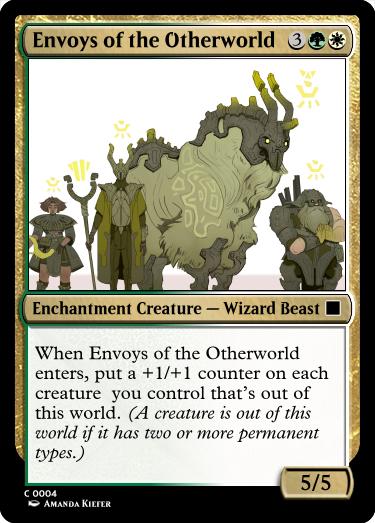 Envoys of the Otherworld 3
Enchantment Creature — Wizard Beast
When Envoys of the Otherworld
enters, put a +1/+1 counter on each
creature  you control that's out of
this world. (A creature is out of this
world if it has two or more permanent
types.)
5/5
C 0004
Amanda Kiefer